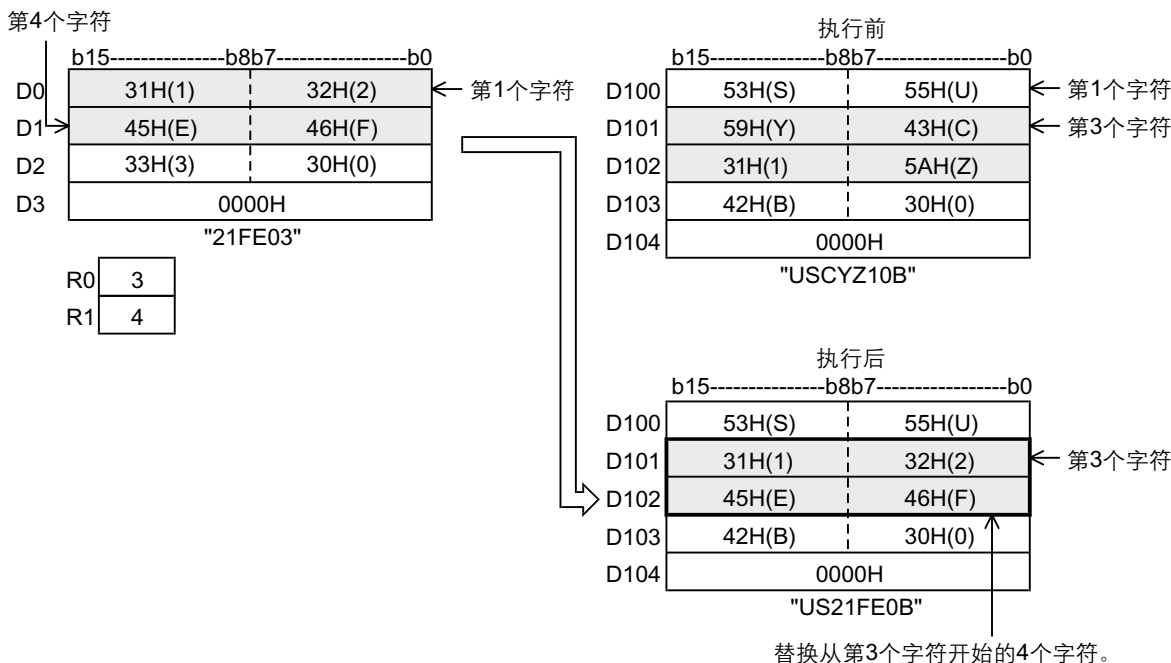 第4个字符
b15---------------b8b7-----------------b0
D0 31H(1) 32H(2) 第1个字符
D1 45H(E) 46H(F)
D2 33H(3) 30H(0)
D3 0000H
"21FE03"
R0 3
R1 4
执行前
b15---------------b8b7-----------------b0
D100 53H(S) 55H(U) 第1个字符
D101 59H(Y) 43H(C) 第3个字符
D102 31H(1) 5AH(Z)
D103 42H(B) 30H(0)
D104 0000H
"USCYZ10B"
执行后
b15---------------b8b7-----------------b0
D100 53H(S) 55H(U)
D101 31H(1) 32H(2) 第3个字符
D102 45H(E) 46H(F)
D103 42H(B) 30H(0)
D104 0000H
"US21FE0B"
替换从第3个字符开始的4个字符。